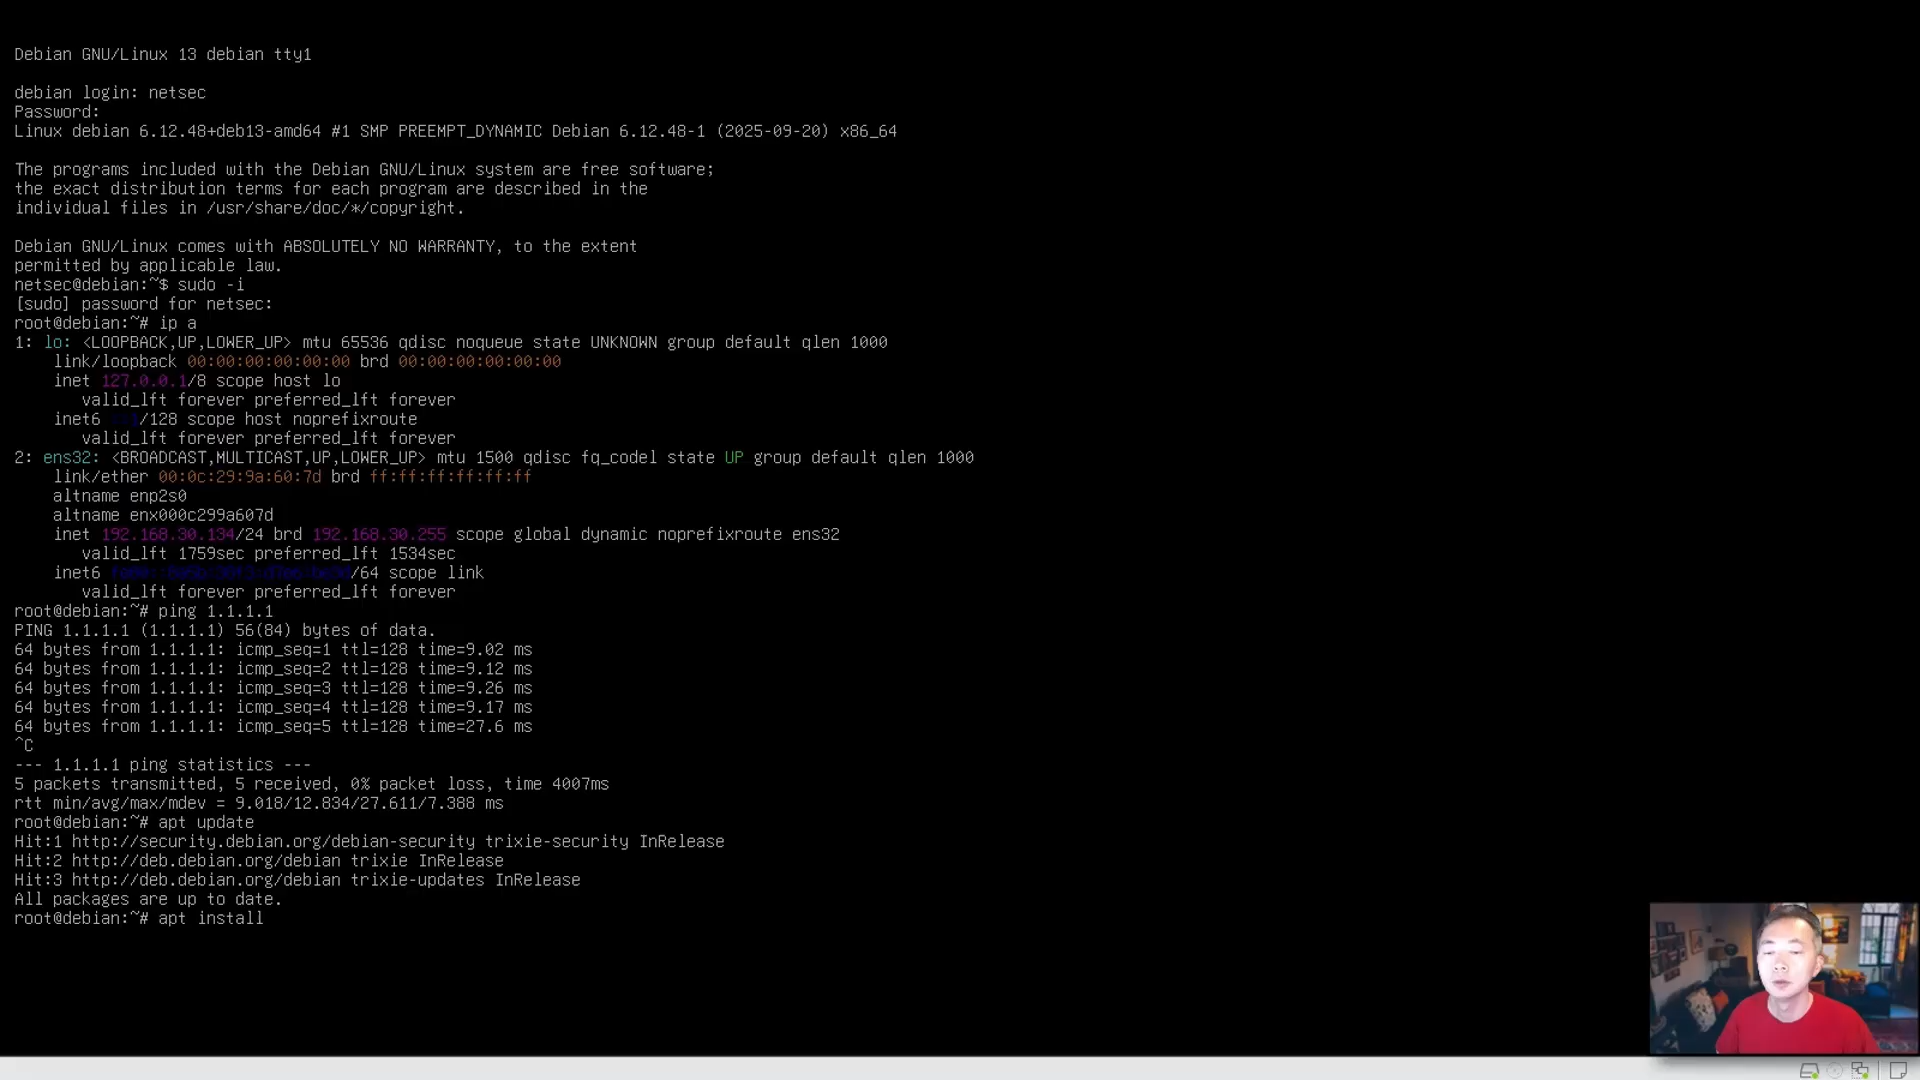 Debian GNU/Linux 13 debian tty1
debian login: netsec
Password:
Linux debian 6.12.48+deb13-amd64 #1 SMP PREEMPT_DYNAMIC Debian 6.12.48-1 (2025-09-20) x86_64
The programs included with the Debian GNU/Linux system are free software;
the exact distribution terms for each program are described in the
individual files in /usr/share/doc/*/copyright.
Debian GNU/Linux comes with ABSOLUTELY NO WARRANTY, to the extent
permitted by applicable law.
netsec@debian:~$ sudo -i
[sudo] password for netsec:
root@debian:~# ip a
1: lo: <LOOPBACK,UP,LOWER_UP> mtu 65536 qdisc noqueue state UNKNOWN group default qlen 1000
link/loopback 00:00:00:00:00:00 brd 00:00:00:00:00:00
inet 127.0.0.1/8 scope host lo
valid_lft forever preferred_lft forever
inet6 /128 scope host noprefixroute
valid_lft forever preferred_lft forever
2: ens32: <BROADCAST,MULTICAST,UP,LOWER_UP> mtu 1500 qdisc fq_codel state UP group default qlen 1000
link/ether 00:0c:29:9a:60:7d brd ff:ff:ff:ff:ff:ff
altname enp2s0
altname enx000c299a607d
inet 192.168.30.134/24 brd 192.168.30.255 scope global dynamic noprefixroute ens32
valid_lft 1759sec preferred_lft 1534sec
inet6 /64 scope link
valid_lft forever preferred_lft forever
root@debian:~# ping 1.1.1.1
PING 1.1.1.1 (1.1.1.1) 56(84) bytes of data.
64 bytes from 1.1.1.1: icmp_seq=1 ttl=128 time=9.02 ms
64 bytes from 1.1.1.1: icmp_seq=2 ttl=128 time=9.12 ms
64 bytes from 1.1.1.1: icmp_seq=3 ttl=128 time=9.26 ms
64 bytes from 1.1.1.1: icmp_seq=4 ttl=128 time=9.17 ms
64 bytes from 1.1.1.1: icmp_seq=5 ttl=128 time=27.6 ms
^C
--- 1.1.1.1 ping statistics ---
5 packets transmitted, 5 received, 0% packet loss, time 4007ms
rtt min/avg/max/mdev = 9.018/12.834/27.611/7.388 ms
root@debian:~# apt update
Hit:1 http://security.debian.org/debian-security trixie-security InRelease
Hit:2 http://deb.debian.org/debian trixie InRelease
Hit:3 http://deb.debian.org/debian trixie-updates InRelease
All packages are up to date.
root@debian:~# apt install